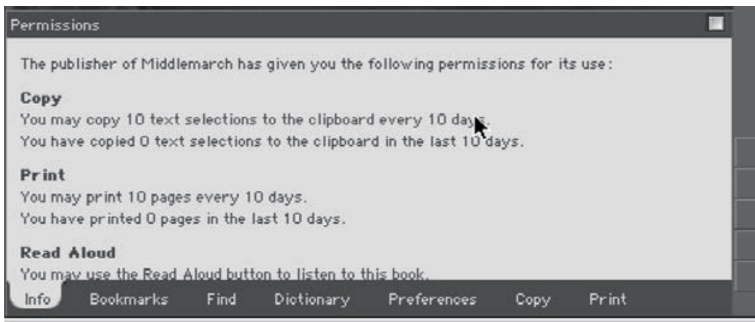 Permissions
The publisher of Middlemarch has given you the following permissions for its use:
Copy
You may copy 10 text selections to the clipboard every 10 days.
You have copied 0 text selections to the clipboard in the last 10 days.
Print
You may print 10 pages every 10 days.
You have printed 0 pages in the last 10 days.
Read Aloud
You may use the Read Aloud button to listen to this book.
Info Bookmarks Find Dictionary Preferences Copy Print